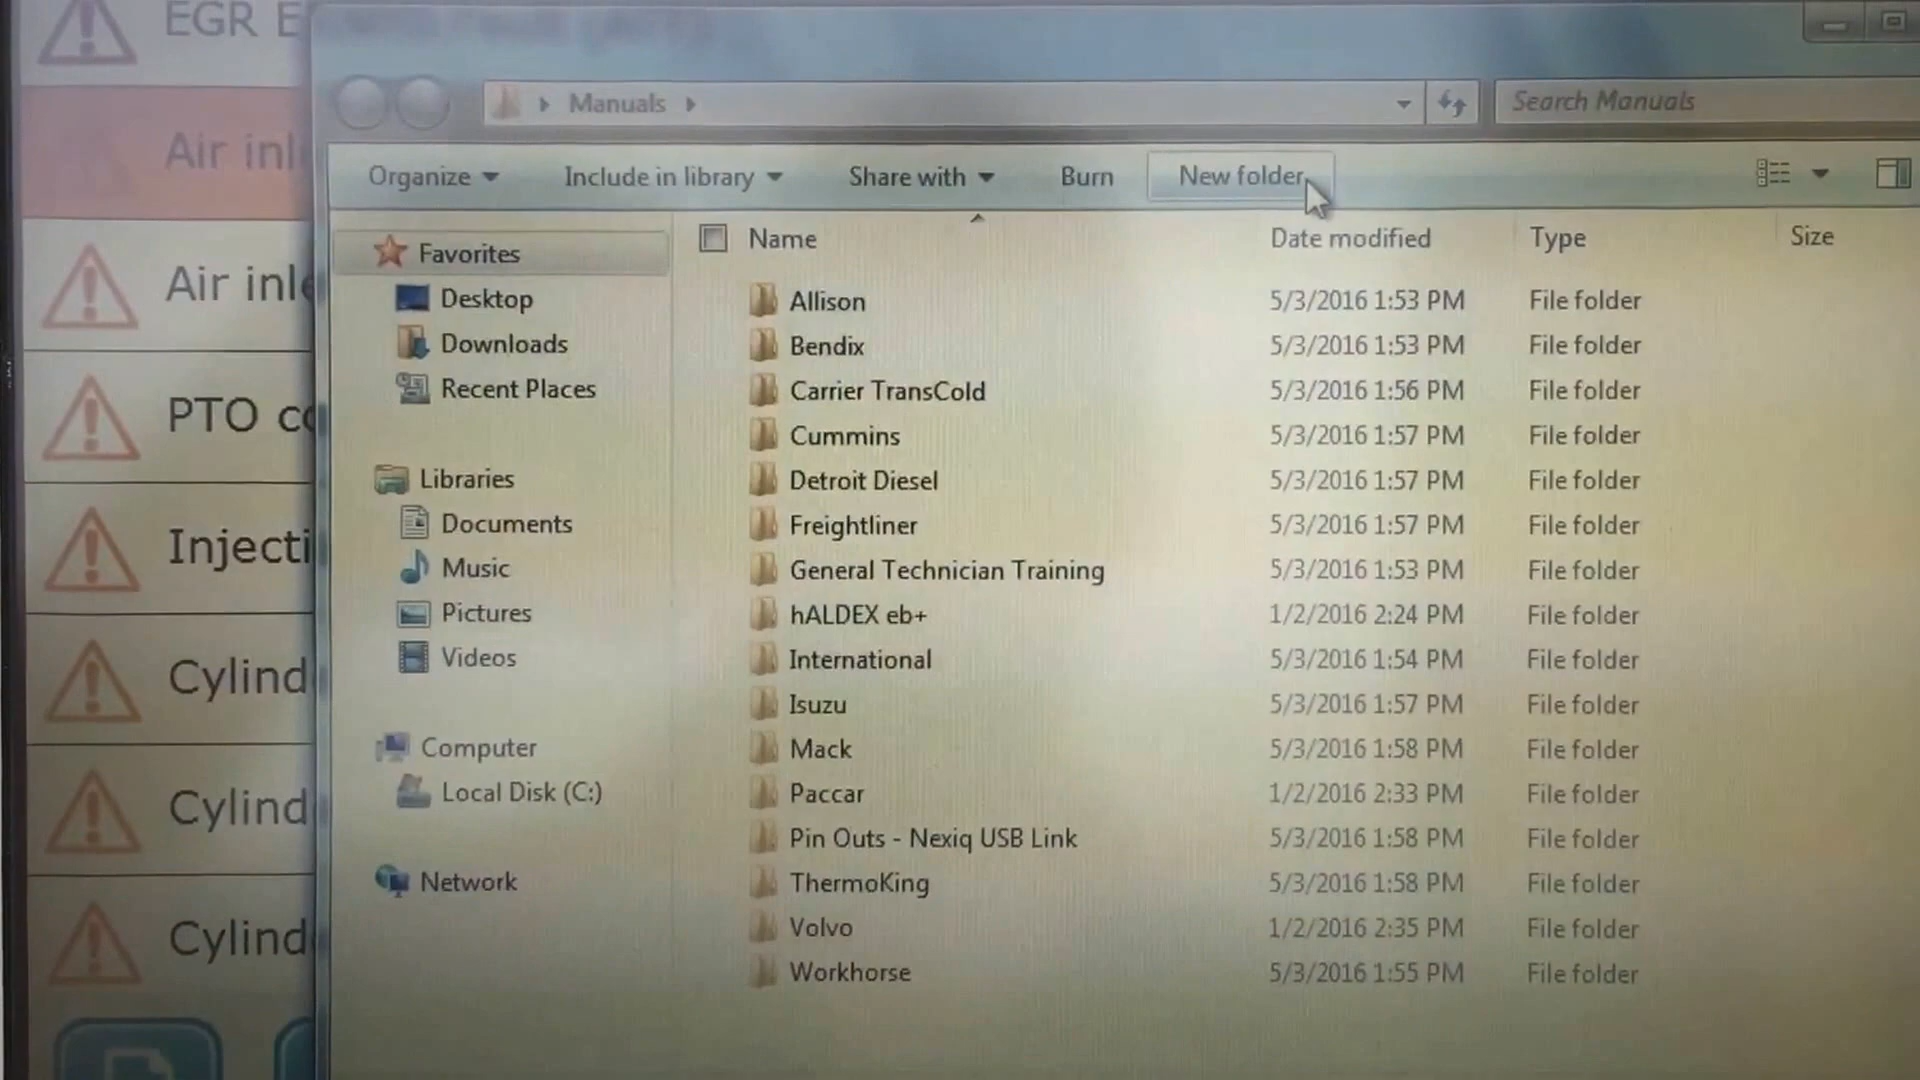 EGR E
Manuals
Search Manuals
Air inl
Organize
Include in library
Share with
Burn
New folder
Name
Date modified
Type
Size
Favorites
Desktop
Downloads
Recent Places
Libraries
Documents
Music
Pictures
Videos
Computer
Local Disk (C:)
Network
Allison 5/3/2016 1:53 PM File folder
Bendix 5/3/2016 1:53 PM File folder
Carrier TransCold 5/3/2016 1:56 PM File folder
Cummins 5/3/2016 1:57 PM File folder
Detroit Diesel 5/3/2016 1:57 PM File folder
Freightliner 5/3/2016 1:57 PM File folder
General Technician Training 5/3/2016 1:53 PM File folder
hALDEX eb+ 1/2/2016 2:24 PM File folder
International 5/3/2016 1:54 PM File folder
Isuzu 5/3/2016 1:57 PM File folder
Mack 5/3/2016 1:58 PM File folder
Paccar 1/2/2016 2:33 PM File folder
Pin Outs - Nexiq USB Link 5/3/2016 1:58 PM File folder
ThermoKing 5/3/2016 1:58 PM File folder
Volvo 1/2/2016 2:35 PM File folder
Workhorse 5/3/2016 1:55 PM File folder
Air inle
PTO co
Injecti
Cylind
Cylind
Cylind